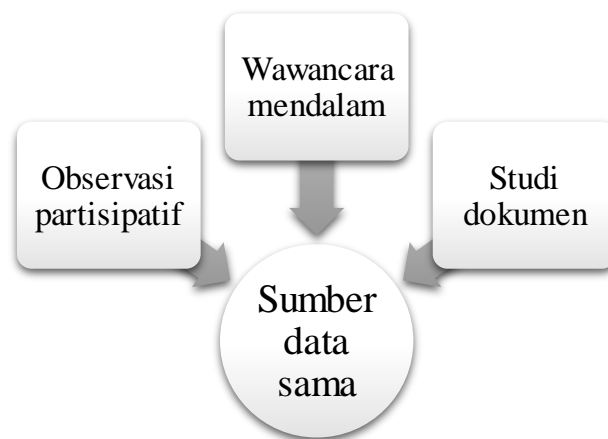 Wawancara
mendalam
Observasi
partisipatif
Studi
dokumen
Sumber
data
sama